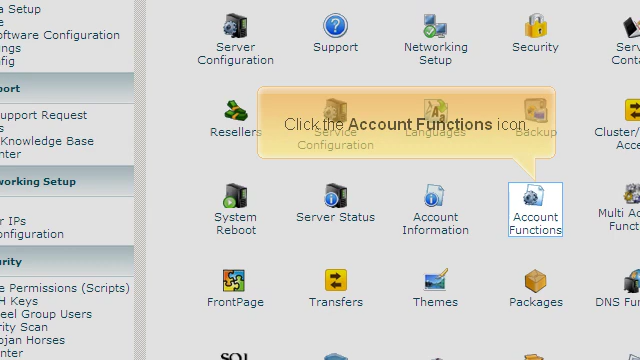 a Setup
e
oftware Configuration
ngs
fig
port
upport Request
s
Knowledge Base
nter
working Setup
r IPs
onfiguration
urity
e Permissions (Scripts)
H Keys
eel Group Users
rity Scan
ojan Horses
nter
Server
Configuration
Support
Networking
Setup
Security
Serv
Conta
Resellers
Service
Configuration
Languages
Backup
Cluster/
Acce
Click the Account Functions icon
System
Reboot
Server Status
Account
Information
Account
Functions
Multi Ac
Funct
FrontPage
Transfers
Themes
Packages
DNS Fun
SQL